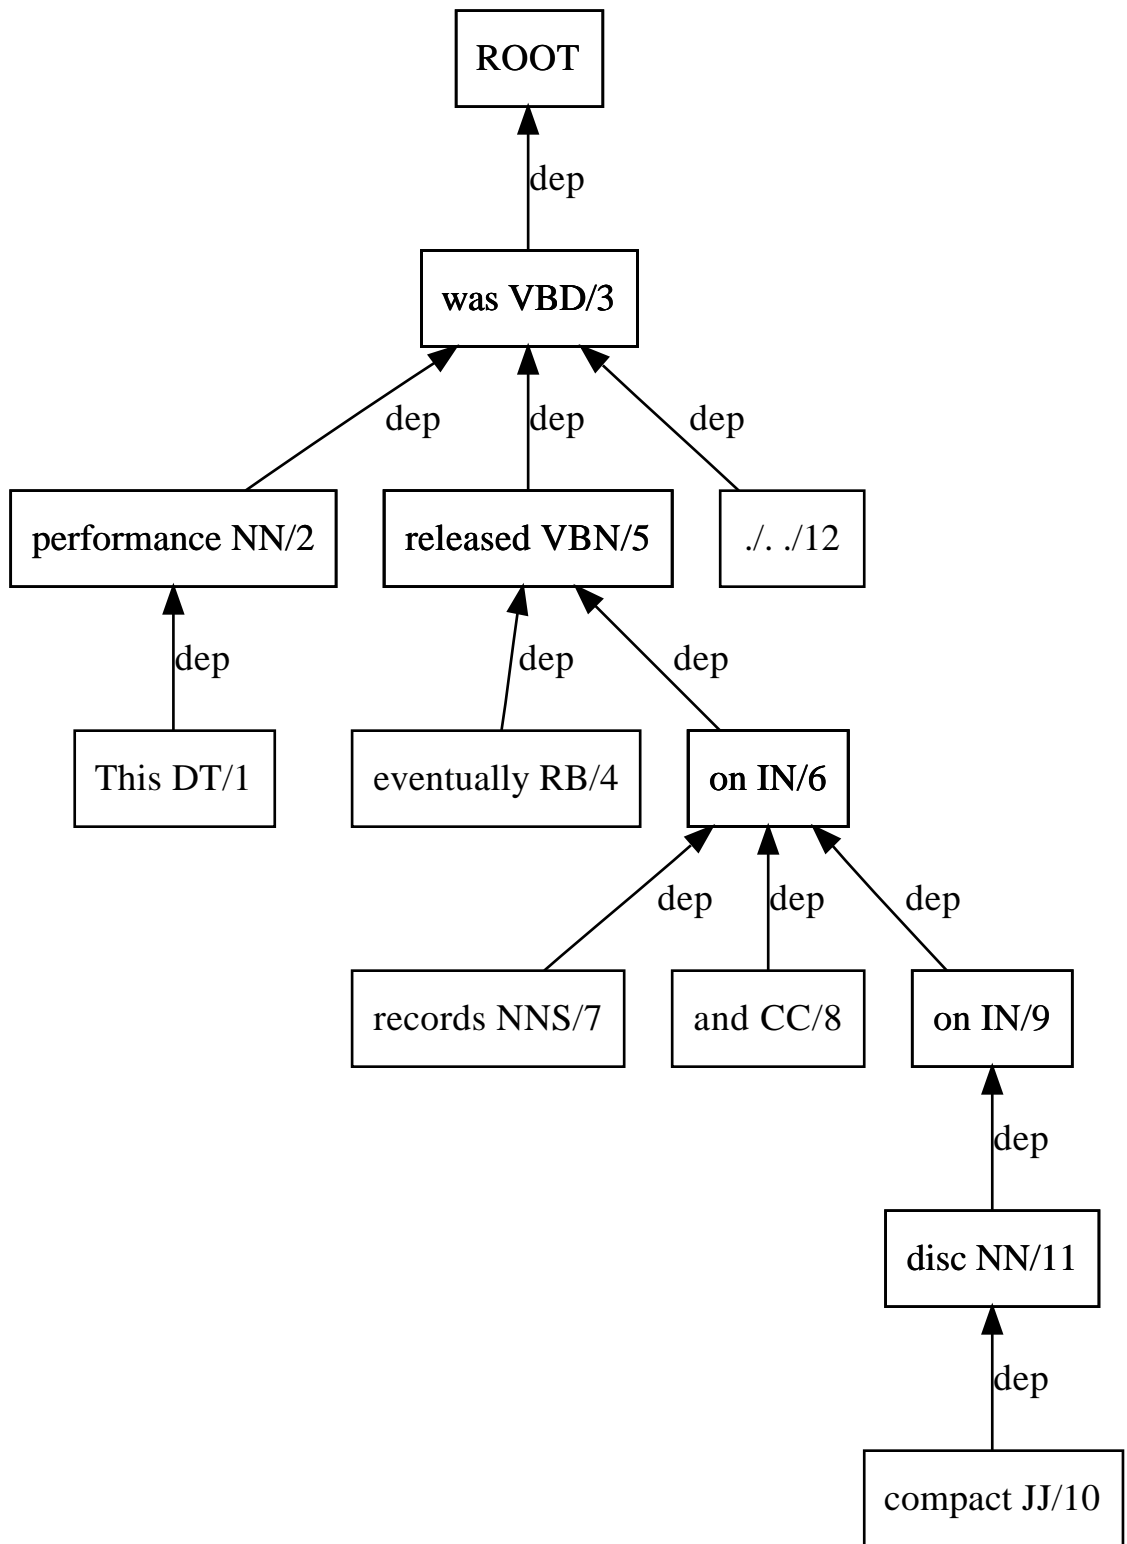 ROOT
dep
was VBD/3
dep dep dep
performance NN/2 released VBN/5 ./. ./12
dep dep dep
This DT/1 eventually RB/4 on IN/6
dep dep dep
records NNS/7 and CC/8 on IN/9
dep
disc NN/11
dep
compact JJ/10